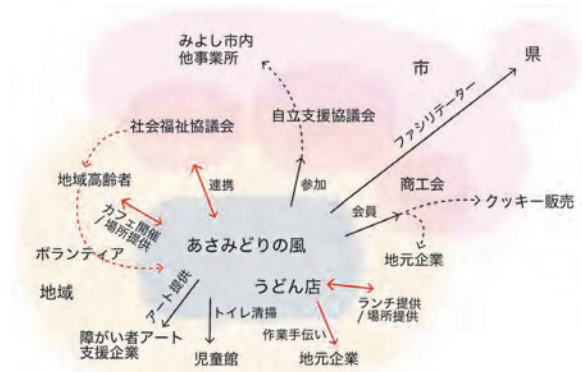 みよし市内
他事業所
市
県
ファシリテーター
社会福祉協議会
自立支援協議会
地域高齢者
連携
参加
商工会
カフェ開催
/場所提供
会員
クッキー販売
あさみどりの風
ボランティア
地元企業
地域
うどん店
アート提供
トイレ清掃
ランチ提供
/場所提供
作業手伝い
障がい者アート
支援企業
児童館
地元企業